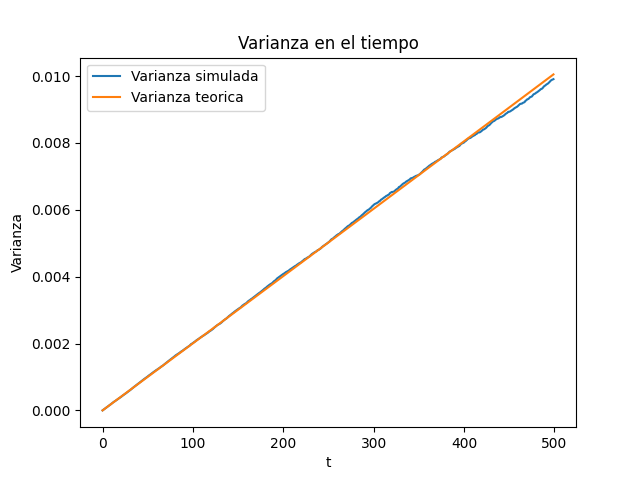 Varianza en el tiempo
Varianza simulada
Varianza teorica
0.010
0.008
0.006
0.004
0.002
0.000
Varianza
0 100 200 300 400 500
t